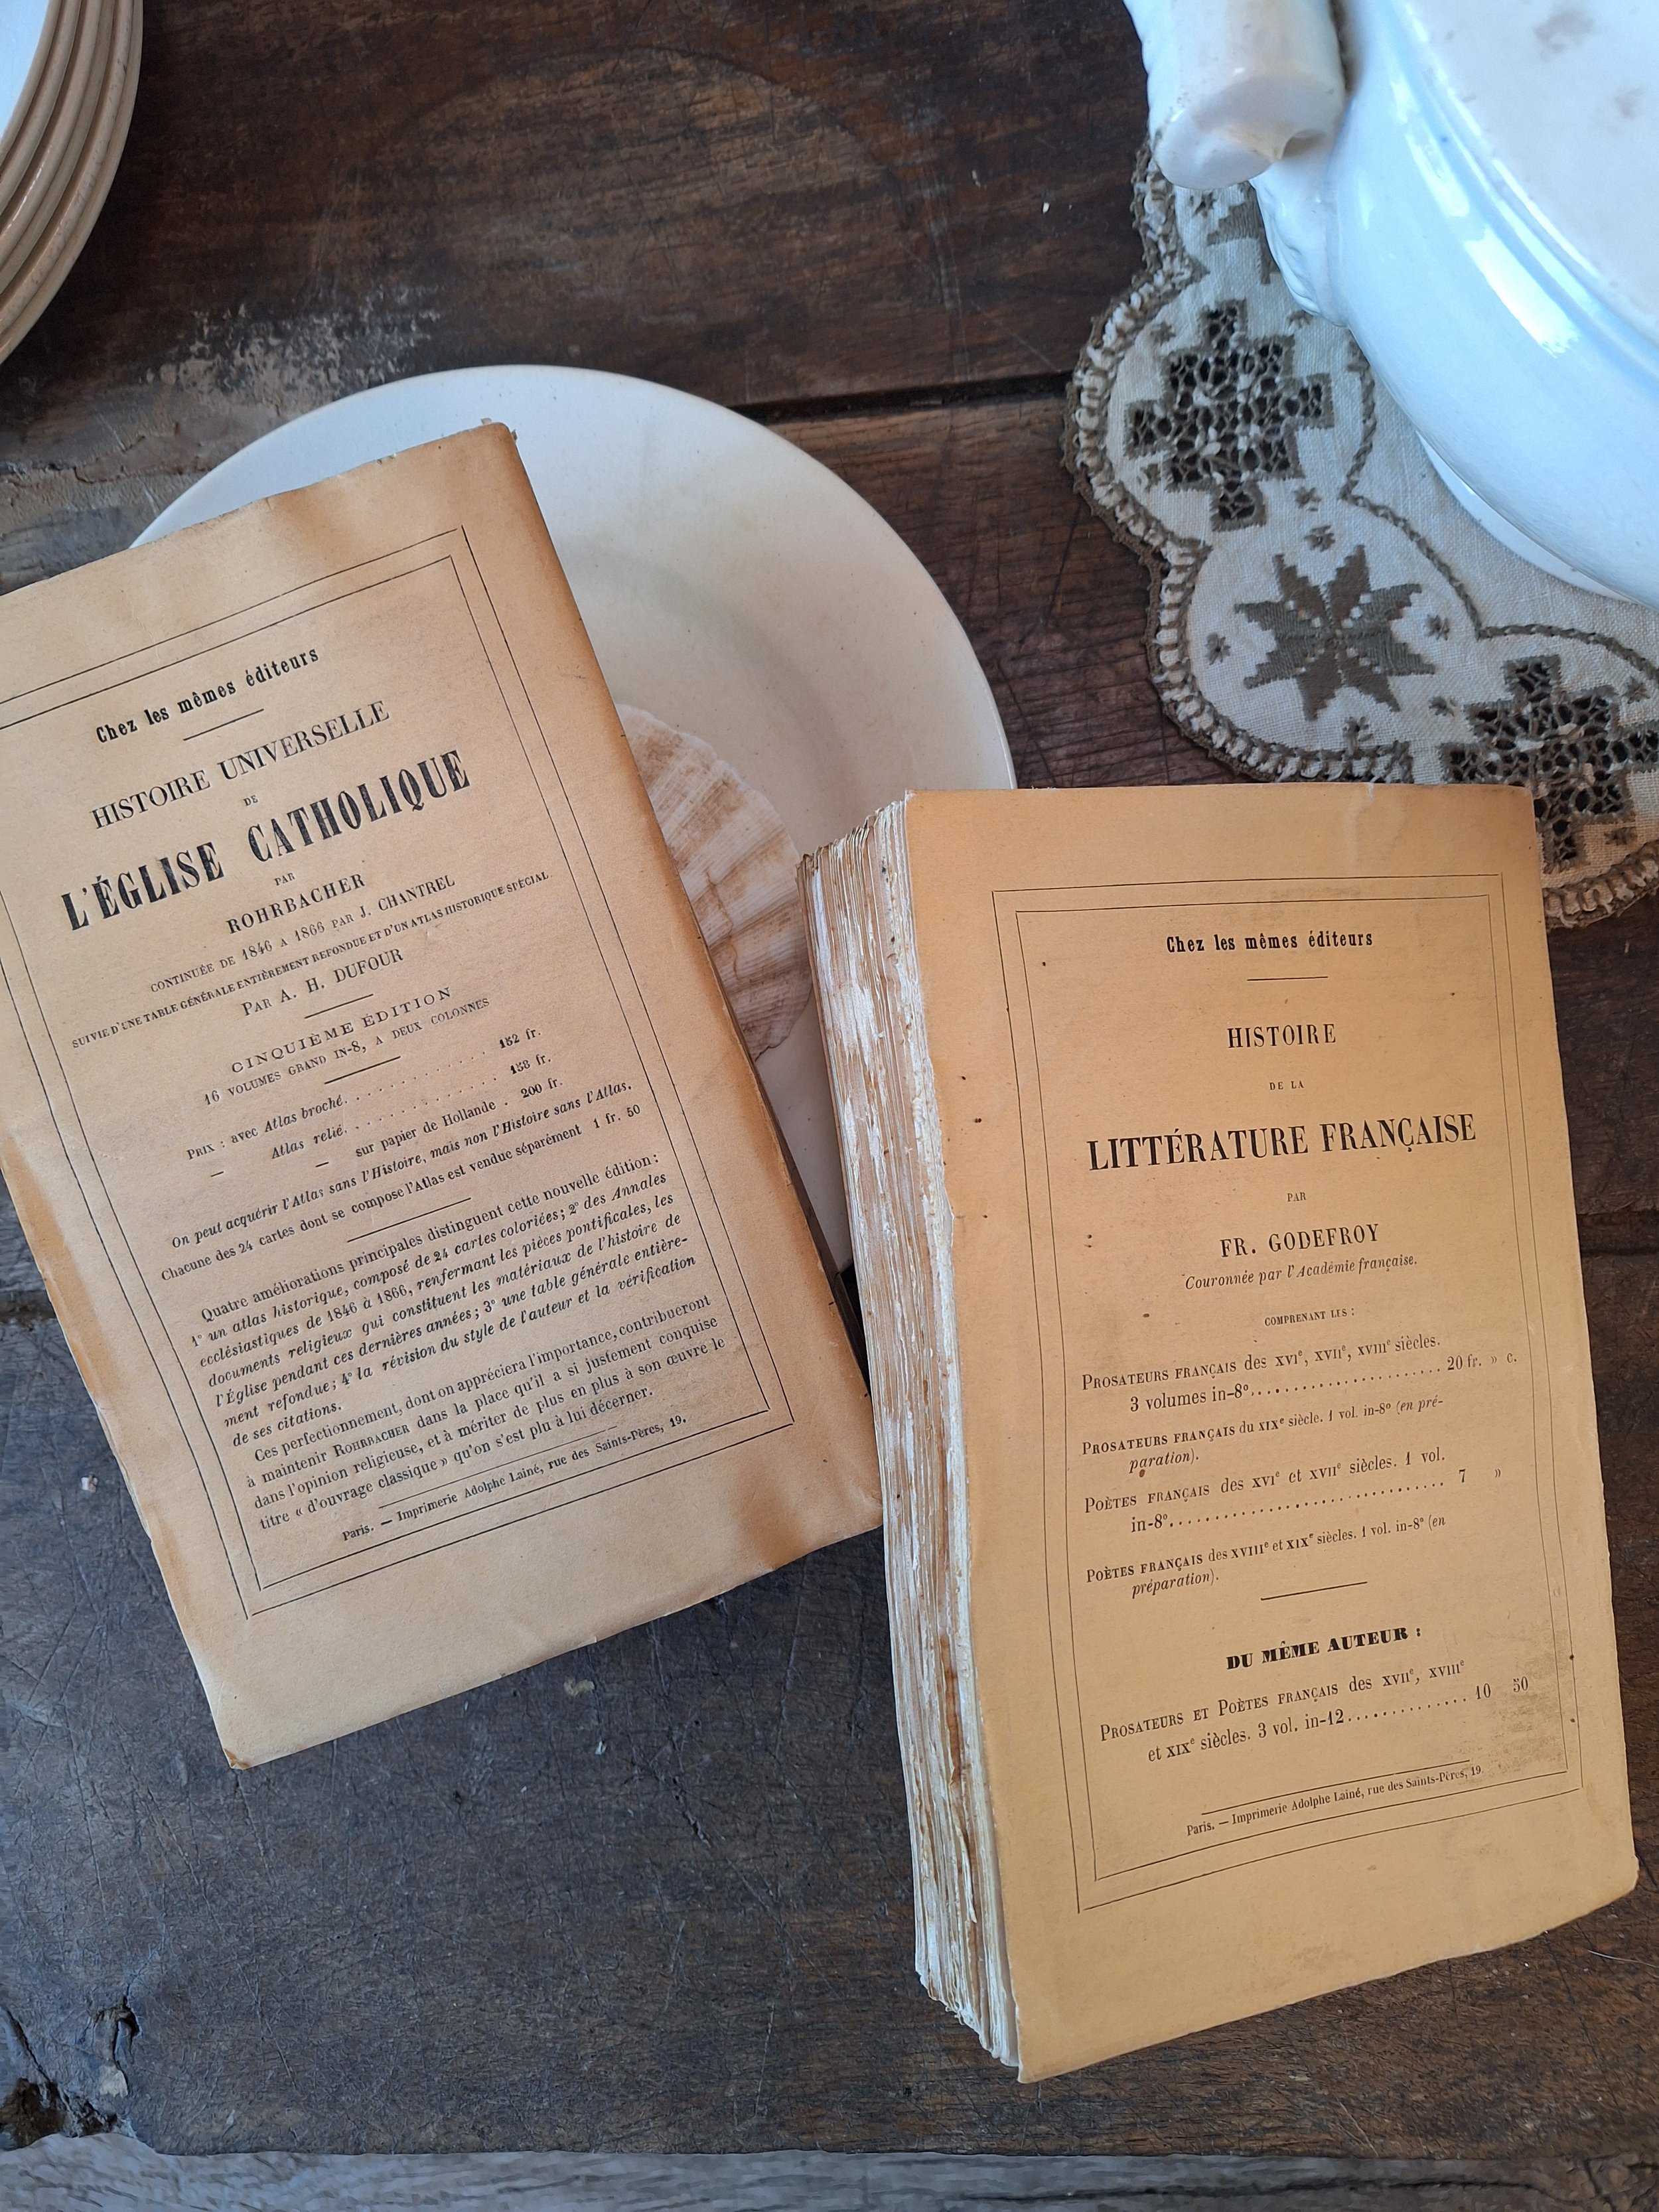 Chez les mêmes éditeurs
HISTOIRE UNIVERSELLE
DE
L'ÉGLISE CATHOLIQUE
PAR
ROHRBACHER
CONTINUÉE DE 1846 A 1866 PAR J. CHANTREL
SUIVIE D'UNE TABLE GÉNÉRALE ENTIÈREMENT REFONDUE ET D'UN ATLAS HISTORIQUE SPÉCIAL
PAR A. H. DUFOUR
CINQUIÈME ÉDITION
16 VOLUMES GRAND IN-8, A DEUX COLONNES
PRIX : avec Atlas broché. . . . . . . . . . . . 152 fr.
— Atlas relié. . . . . . . . . . . . 158 fr.
— sur papier de Hollande . 200 fr.
On peut acquérir l'Atlas sans l'Histoire, mais non l'Histoire sans l'Atlas.
Chacune des 24 cartes dont se compose l'Atlas est vendue séparément 1 fr. 50
Quatre améliorations principales distinguent cette nouvelle édition :
1° un atlas historique, composé de 24 cartes coloriées; 2° des Annales
ecclésiastiques de 1846 à 1866, renfermant les pièces pontificales, les
documents religieux qui constituent les matériaux de l'histoire de
l'Église pendant ces dernières années; 3° une table générale entière-
ment refondue; 4° la révision du style de l'auteur et la vérification
de ses citations.
Ces perfectionnement, dont on appréciera l'importance, contribueront
à maintenir ROHRBACHER dans la place qu'il a si justement conquise
dans l'opinion religieuse, et à mériter de plus en plus à son œuvre le
titre « d'ouvrage classique » qu'on s'est plu à lui décerner.
Paris. — Imprimerie Adolphe Lainé, rue des Saints-Pères, 19.
Chez les mêmes éditeurs
HISTOIRE
DE LA
LITTÉRATURE FRANÇAISE
PAR
FR. GODEFROY
Couronnée par l'Académie française.
COMPRENANT LES :
PROSATEURS FRANÇAIS des XVIe, XVIIe, XVIIIe siècles.
3 volumes in-8°........................ 20 fr. » c.
PROSATEURS FRANÇAIS du XIXe siècle. 1 vol. in-8° (en pré-
paration).
POÈTES FRANÇAIS des XVIe et XVIIe siècles. 1 vol.
in-8°.................................. 7 »
POÈTES FRANÇAIS des XVIIIe et XIXe siècles. 1 vol. in-8° (en
préparation).
DU MÊME AUTEUR :
PROSATEURS ET POÈTES FRANÇAIS des XVIIe, XVIIIe
et XIXe siècles. 3 vol. in-12............. 10 50
Paris. — Imprimerie Adolphe Lainé, rue des Saints-Pères, 19